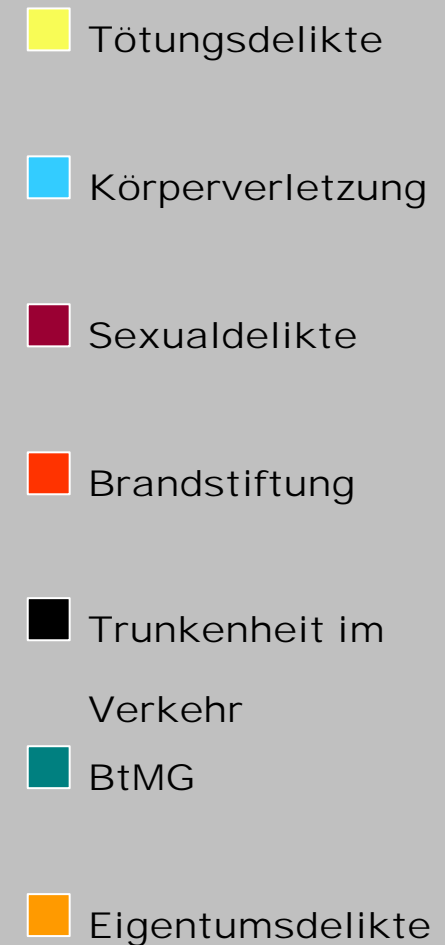 Tötungsdelikte
Körperverletzung
Sexualdelikte
Brandstiftung
Trunkenheit im
Verkehr
BtMG
Eigentumsdelikte